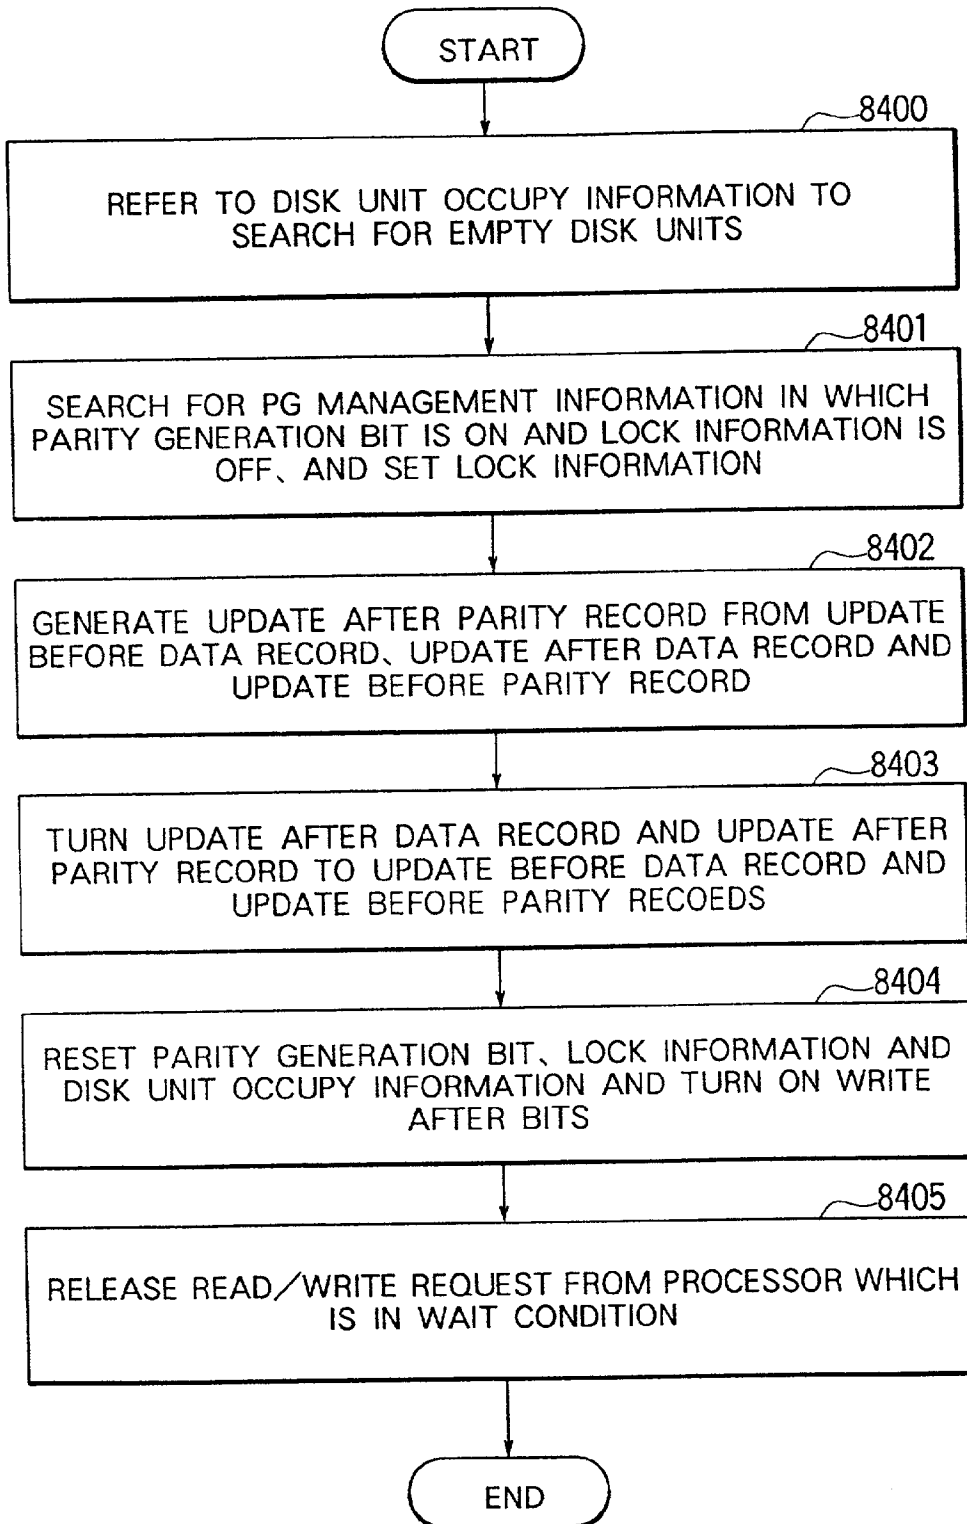 START
8400
REFER TO DISK UNIT OCCUPY INFORMATION TO
SEARCH FOR EMPTY DISK UNITS
8401
SEARCH FOR PG MANAGEMENT INFORMATION IN WHICH
PARITY GENERATION BIT IS ON AND LOCK INFORMATION IS
OFF、AND SET LOCK INFORMATION
8402
GENERATE UPDATE AFTER PARITY RECORD FROM UPDATE
BEFORE DATA RECORD、UPDATE AFTER DATA RECORD AND
UPDATE BEFORE PARITY RECORD
8403
TURN UPDATE AFTER DATA RECORD AND UPDATE AFTER
PARITY RECORD TO UPDATE BEFORE DATA RECORD AND
UPDATE BEFORE PARITY RECOEDS
8404
RESET PARITY GENERATION BIT、LOCK INFORMATION AND
DISK UNIT OCCUPY INFORMATION AND TURN ON WRITE
AFTER BITS
8405
RELEASE READ/WRITE REQUEST FROM PROCESSOR WHICH
IS IN WAIT CONDITION
END